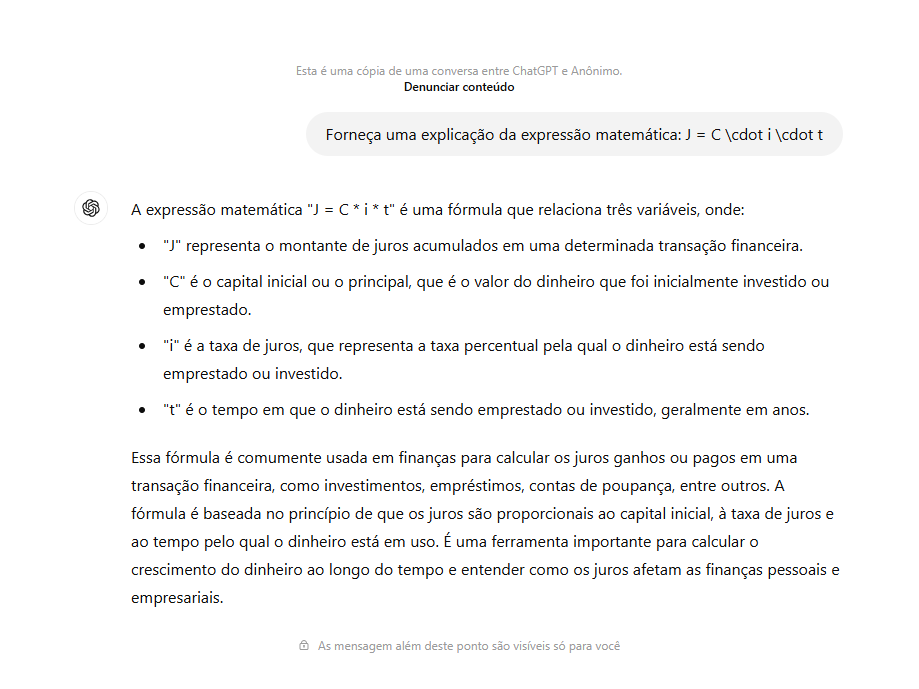 Esta é uma cópia de uma conversa entre ChatGPT e Anônimo.
Denunciar conteúdo
Forneça uma explicação da expressão matemática: J = C \cdot i \cdot t
A expressão matemática "J = C * i * t" é uma fórmula que relaciona três variáveis, onde:
• "J" representa o montante de juros acumulados em uma determinada transação financeira.
• "C" é o capital inicial ou o principal, que é o valor do dinheiro que foi inicialmente investido ou
emprestado.
• "i" é a taxa de juros, que representa a taxa percentual pela qual o dinheiro está sendo
emprestado ou investido.
• "t" é o tempo em que o dinheiro está sendo emprestado ou investido, geralmente em anos.
Essa fórmula é comumente usada em finanças para calcular os juros ganhos ou pagos em uma
transação financeira, como investimentos, empréstimos, contas de poupança, entre outros. A
fórmula é baseada no princípio de que os juros são proporcionais ao capital inicial, à taxa de juros e
ao tempo pelo qual o dinheiro está em uso. É uma ferramenta importante para calcular o
crescimento do dinheiro ao longo do tempo e entender como os juros afetam as finanças pessoais e
empresariais.
As mensagem além deste ponto são visíveis só para você